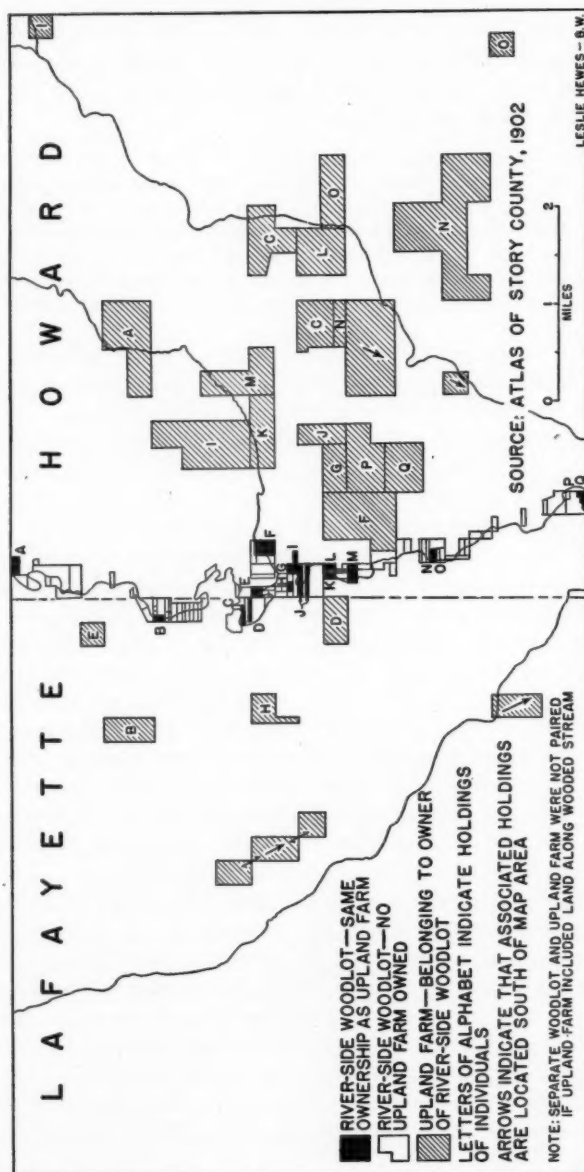 LAFAYETTE
HOWARD
I
A
E
A
B
B
I
M
K
C
C
D
E
F
G
H
I
J
H
C
N
L
O
J
G
P
Q
F
D
K
L
M
N
O
N
O
P
Q
RIVER-SIDE WOODLOT—SAME
OWNERSHIP AS UPLAND FARM
RIVER-SIDE WOODLOT—NO
UPLAND FARM OWNED
UPLAND FARM—BELONGING TO OWNER
OF RIVER-SIDE WOODLOT
LETTERS OF ALPHABET INDICATE HOLDINGS
OF INDIVIDUALS
ARROWS INDICATE THAT ASSOCIATED HOLDINGS
ARE LOCATED SOUTH OF MAP AREA
NOTE: SEPARATE WOODLOT AND UPLAND FARM WERE NOT PAIRED
IF UPLAND FARM INCLUDED LAND ALONG WOODED STREAM
SOURCE: ATLAS OF STORY COUNTY, 1902
0 1 2
MILES
LESLIE HEWES – B.W.